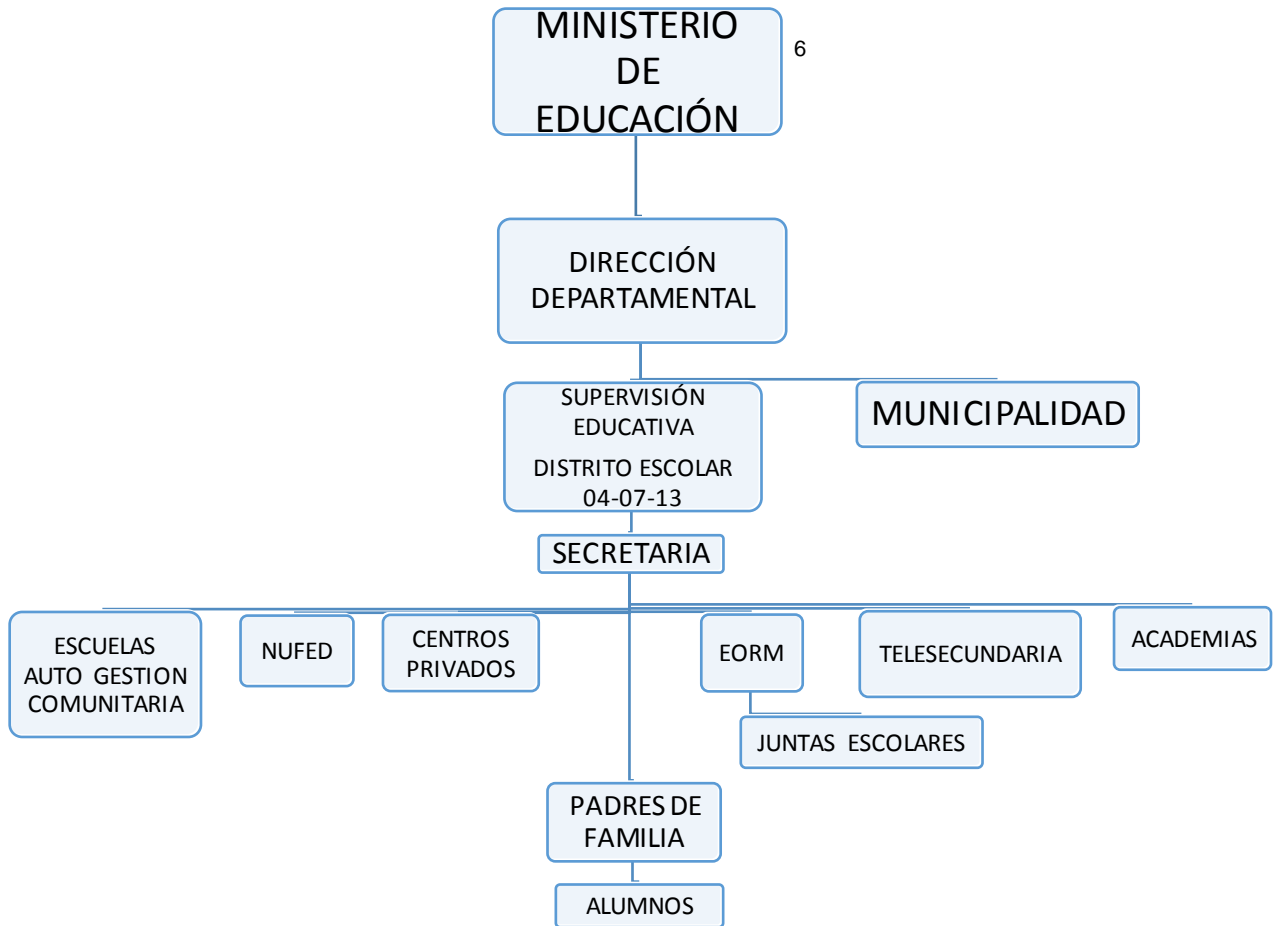 MINISTERIO
DE
EDUCACIÓN
6
DIRECCIÓN
DEPARTAMENTAL
SUPERVISIÓN
EDUCATIVA
DISTRITO ESCOLAR
04-07-13
MUNICIPALIDAD
SECRETARIA
ESCUELAS
AUTO GESTION
COMUNITARIA
NUFED
CENTROS
PRIVADOS
EORM
TELESECUNDARIA
ACADEMIAS
JUNTAS ESCOLARES
PADRES DE
FAMILIA
ALUMNOS